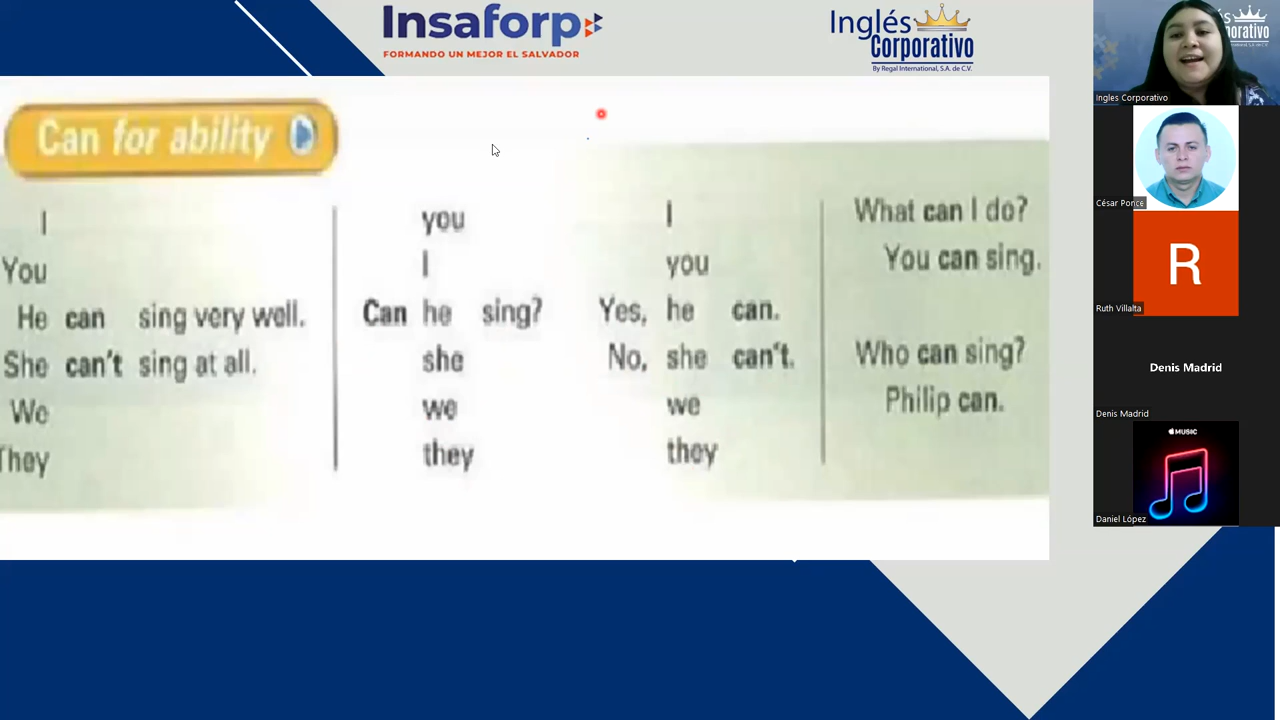 Insaforp
FORMANDO UN MEJOR EL SALVADOR
Inglés
Corporativo
By Regal International, S.A. de C.V.
Can for ability
I
You
He can sing very well.
She can't sing at all.
We
They
you
I
Can he sing?
she
we
they
I
you
Yes, he can.
No, she can't.
we
they
What can I do?
You can sing.
Who can sing?
Philip can.
Ingles Corporativo
César Ponce
R
Ruth Villalta
Denis Madrid
Denis Madrid
MUSIC
Daniel López